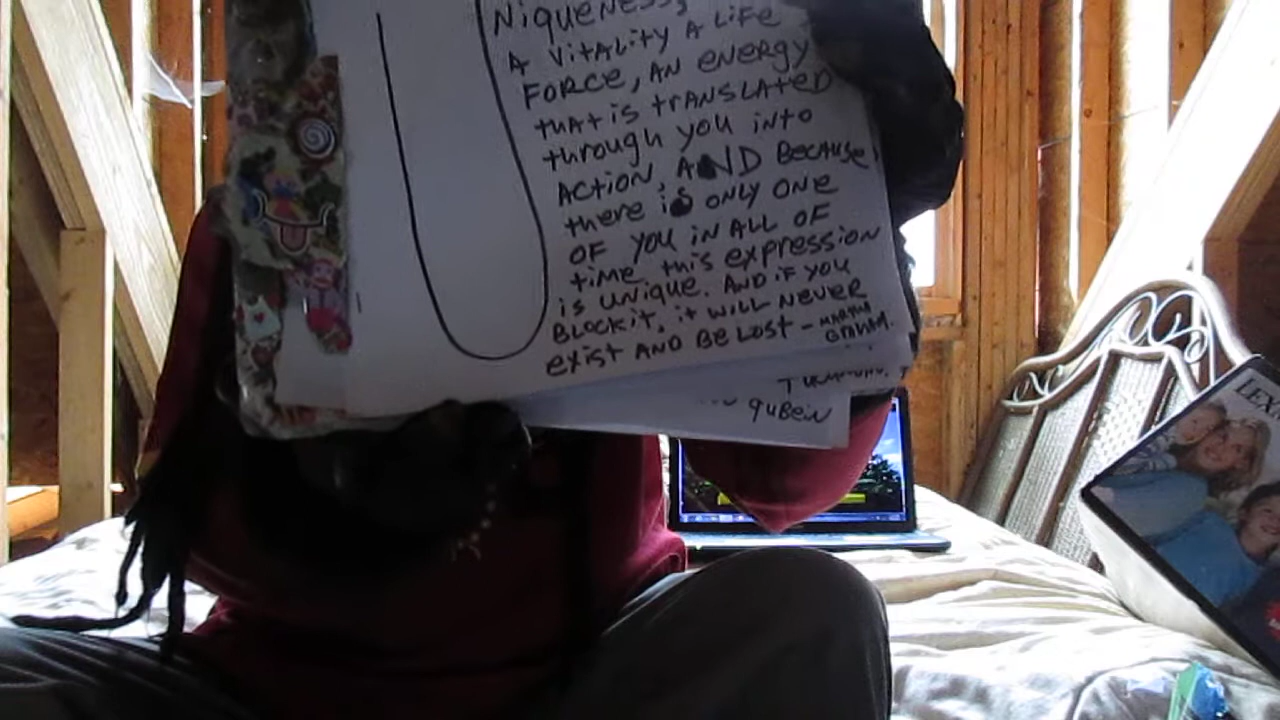 NIQUENESS,
A VITALITY A LIFE
FORCE, AN ENERGY
that is tRANSLATED
through you into
ACTION, AND BECAUSE
there is ONLY ONE
OF YOU IN ALL OF
time, this expression
is unique. AND if you
BLOCK it, it will NEVER
exist AND BE LOST - MARTHA
GRAHAM.
QUBEIN
LEX